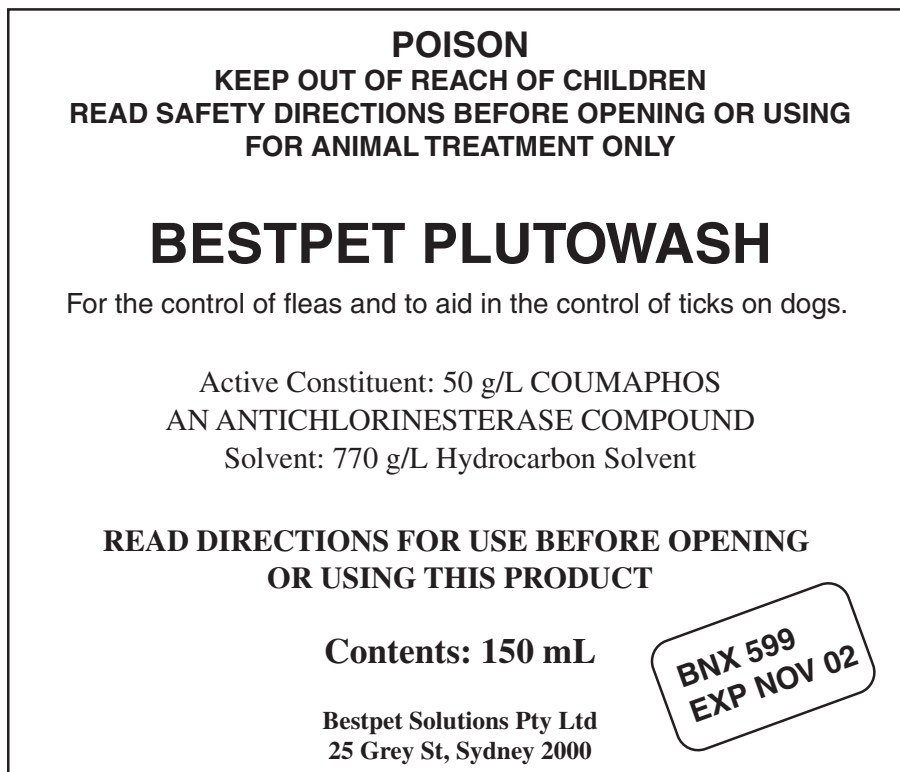 POISON
KEEP OUT OF REACH OF CHILDREN
READ SAFETY DIRECTIONS BEFORE OPENING OR USING
FOR ANIMAL TREATMENT ONLY
BESTPET PLUTOWASH
For the control of fleas and to aid in the control of ticks on dogs.
Active Constituent: 50 g/L COUMAPHOS
AN ANTICHLORINESTERASE COMPOUND
Solvent: 770 g/L Hydrocarbon Solvent
READ DIRECTIONS FOR USE BEFORE OPENING
OR USING THIS PRODUCT
Contents: 150 mL
BNX 599
EXP NOV 02
Bestpet Solutions Pty Ltd
25 Grey St, Sydney 2000